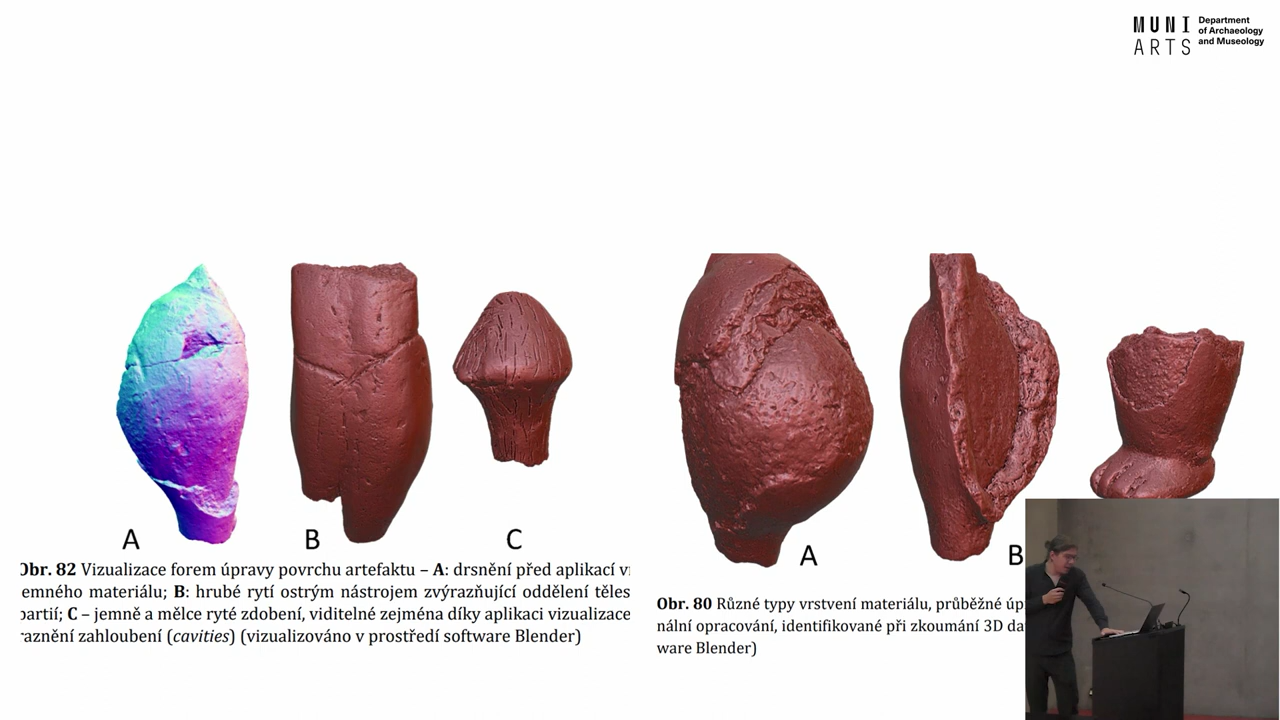 MUNI
ARTS
Department
of Archaeology
and Museology
A
B
C
Obr. 82 Vizualizace forem úpravy povrchu artefaktu – A: drsnění před aplikací
emného materiálu; B: hrubé rytí ostrým nástrojem zvýrazňující oddělení těles
partií; C – jemně a mělce ryté zdobení, viditelné zejména díky aplikaci vizualizace
raznění zahloubení (cavities) (vizualizováno v prostředí software Blender)
A
B
Obr. 80 Různé typy vrstvení materiálu, průběžné úp
nální opracování, identifikované při zkoumání 3D da
ware Blender)